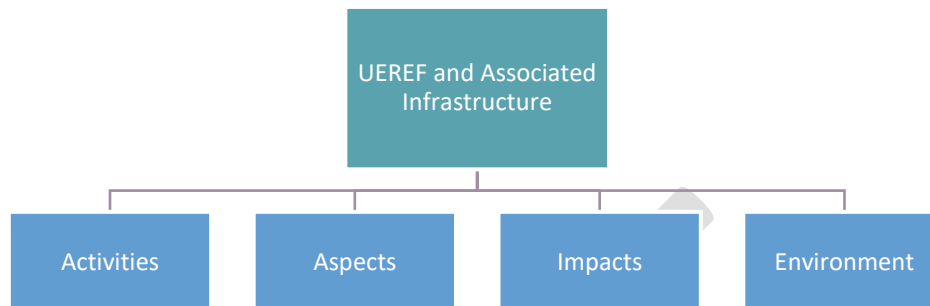 UEREF and Associated
Infrastructure
Activities
Aspects
Impacts
Environment